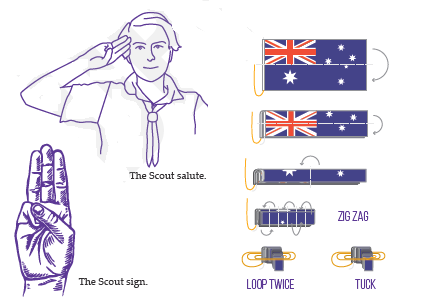 The Scout salute.
The Scout sign.
ZIG ZAG
LOOP TWICE
TUCK